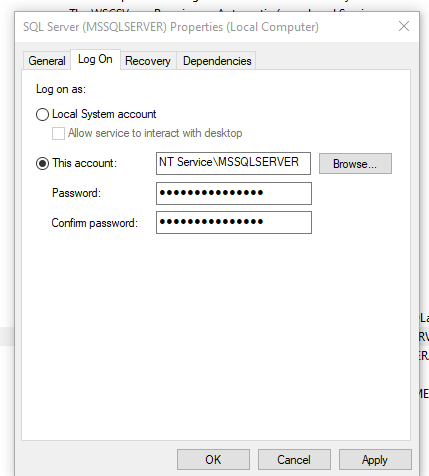 SQL Server (MSSQLSERVER) Properties (Local Computer)
General Log On Recovery Dependencies
Log on as:
Local System account
Allow service to interact with desktop
This account: NT Service\MSSQLSERVER Browse...
Password: ●●●●●●●●●●●●●●●
Confirm password: ●●●●●●●●●●●●●●●
OK Cancel Apply